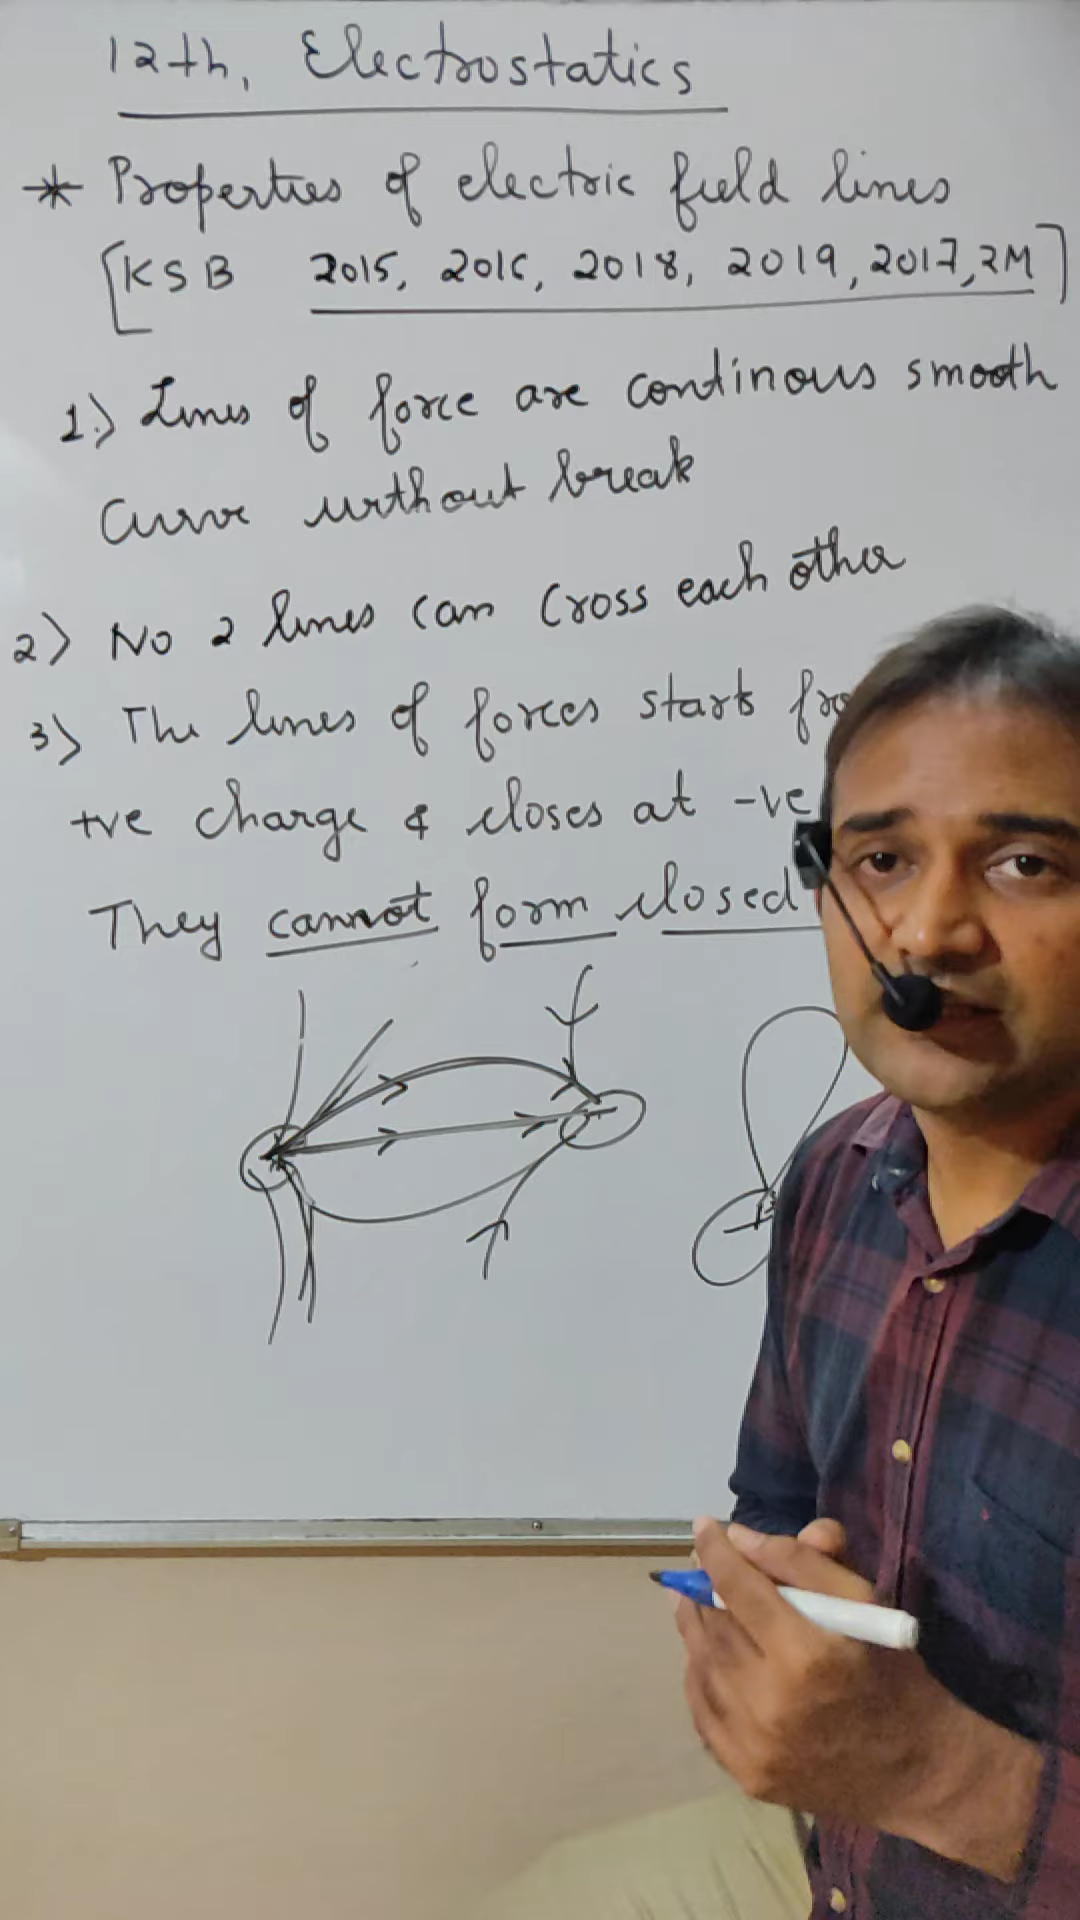 12th, Electrostatics
* Properties of electric field lines
[KSB 2015, 2016, 2018, 2019, 2017, 2M]
1.) Lines of force are continous smooth
curve without break
2) No 2 lines can cross each other
3) The lines of forces starts
+ve charge & closes at -ve
They cannot form closed
+